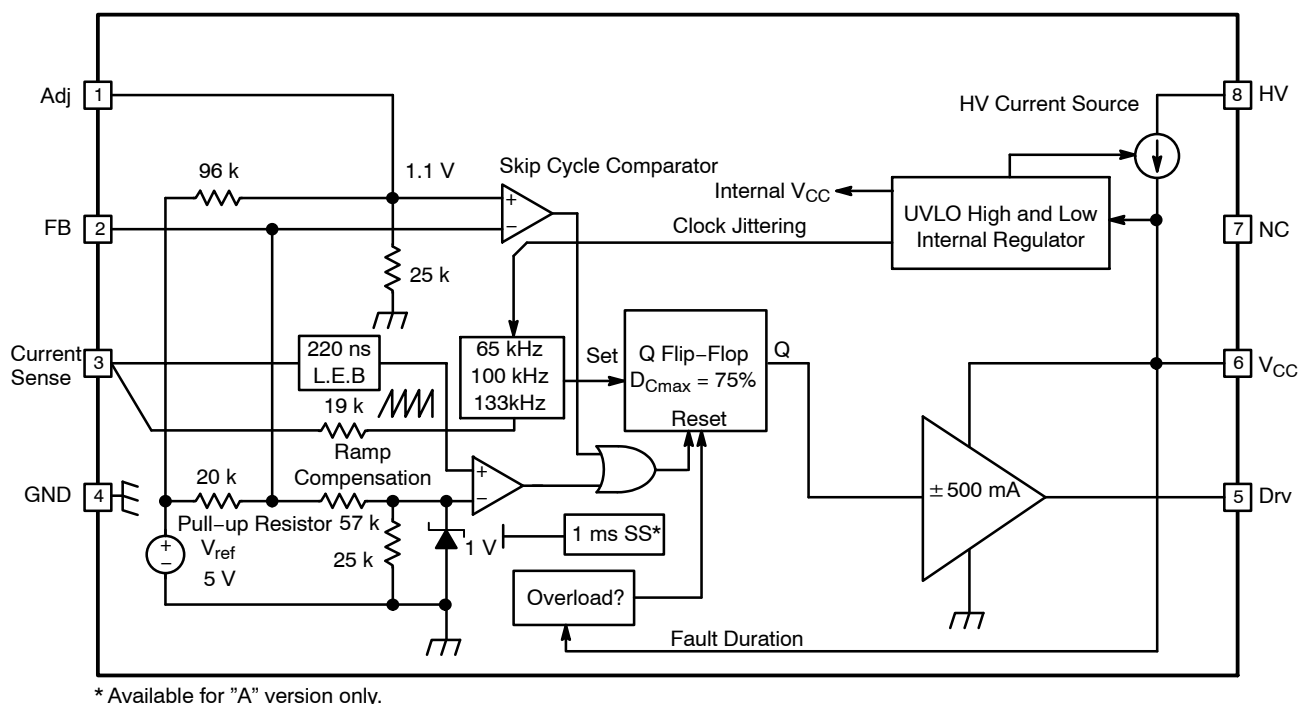 Adj
1
8
HV
HV Current Source
96 k
1.1 V
Skip Cycle Comparator
Internal VCC
UVLO High and Low
Internal Regulator
FB
2
+
−
Clock Jittering
7
NC
25 k
Current
Sense
3
220 ns
L.E.B
65 kHz
100 kHz
133kHz
Set
Q Flip−Flop
DCmax = 75%
Reset
Q
6
VCC
19 k
Ramp
Compensation
GND
4
20 k
+
−
± 500 mA
5
Drv
Pull−up Resistor
57 k
+
−
Vref
5 V
25 k
1 V
1 ms SS*
Overload?
Fault Duration
* Available for ”A” version only.